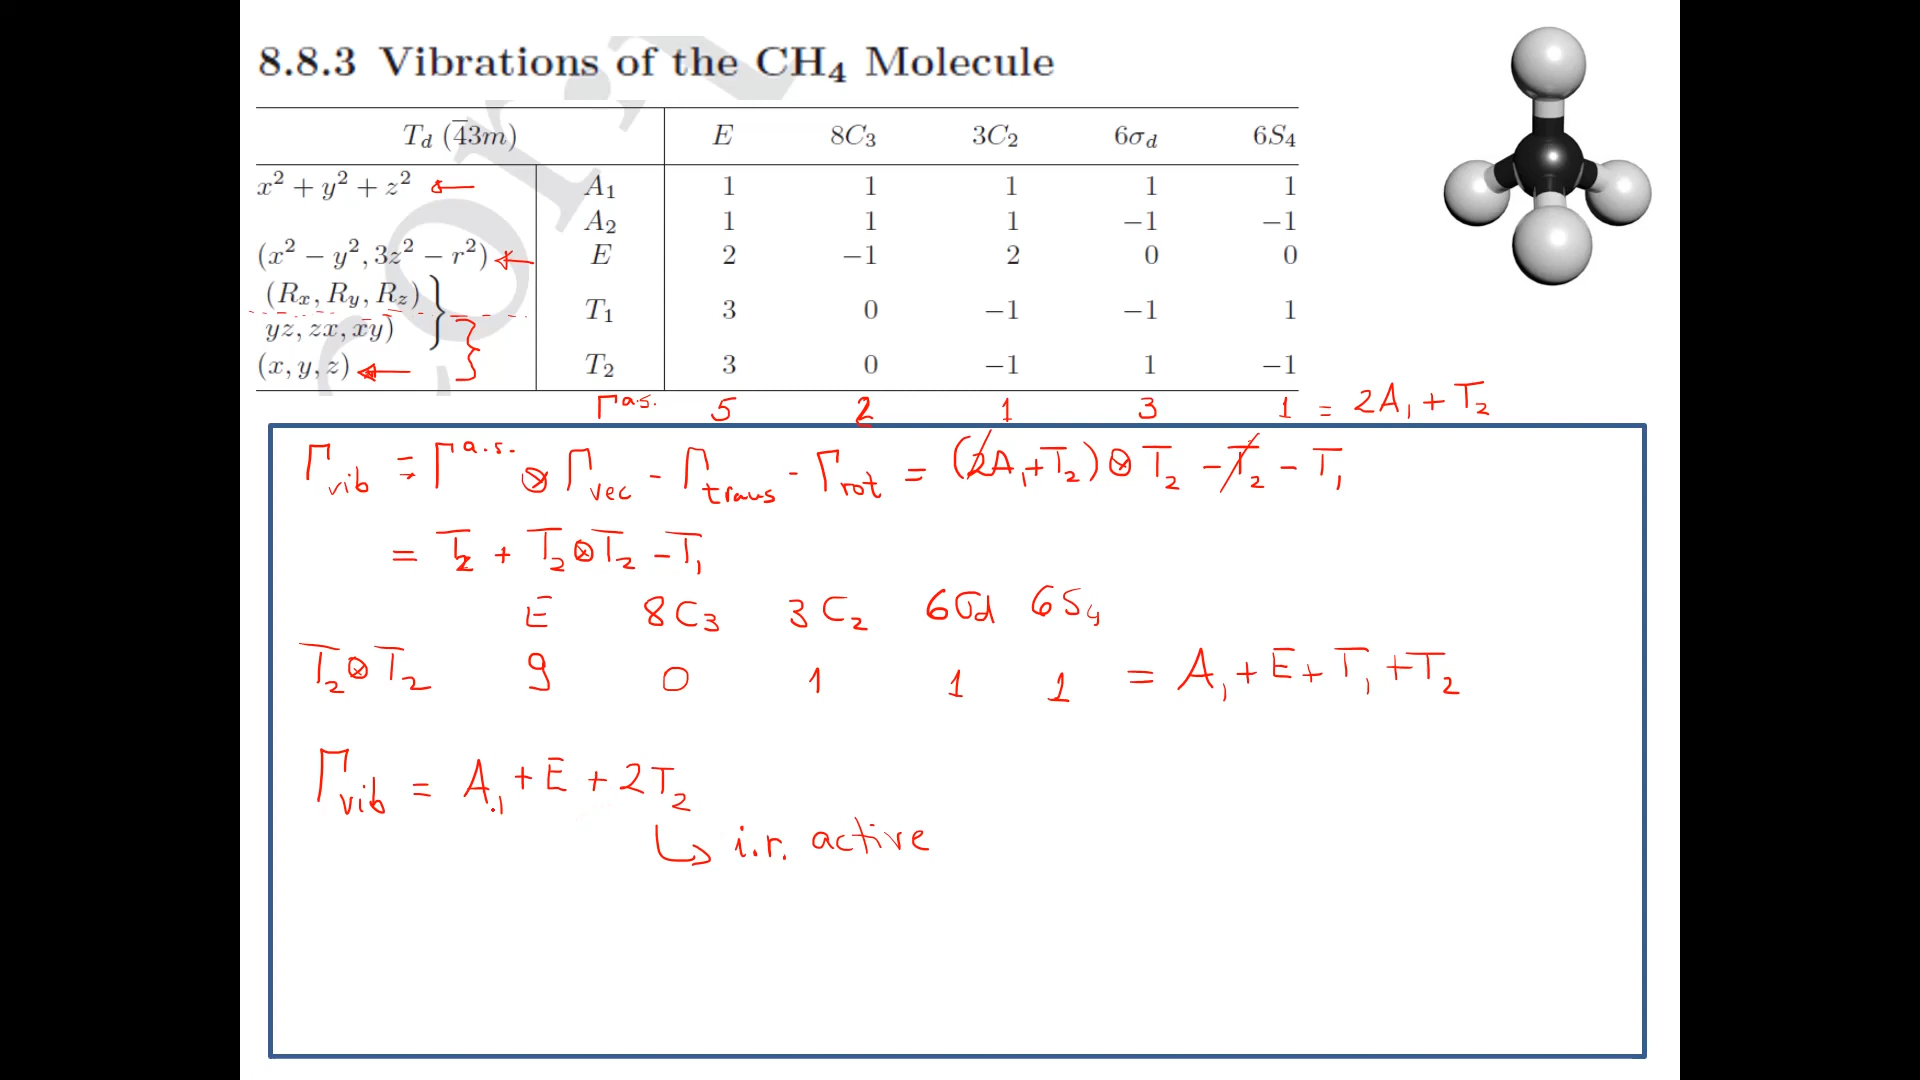 8.8.3 Vibrations of the CH₄ Molecule
T_d (4̅3m) E 8C₃ 3C₂ 6σ_d 6S₄
x² + y² + z² A₁ 1 1 1 1 1
A₂ 1 1 1 −1 −1
(x² − y², 3z² − r²) E 2 −1 2 0 0
(Rₓ, R_y, R_z)
T₁ 3 0 −1 −1 1
yz, zx, xy)
(x, y, z) T₂ 3 0 −1 1 −1
Γ^a.s. 5 2 1 3 1 = 2A₁ + T₂
Γ_vib = Γ^a.s. ⊗ Γ_vec − Γ_trans − Γ_rot = (2A₁ + T₂) ⊗ T₂ − T₂ − T₁
= T₂ + T₂ ⊗ T₂ − T₁
E 8C₃ 3C₂ 6σd 6S₄
T₂ ⊗ T₂ 9 0 1 1 1 = A₁ + E + T₁ + T₂
Γ_vib = A₁ + E + 2T₂
i.r. active